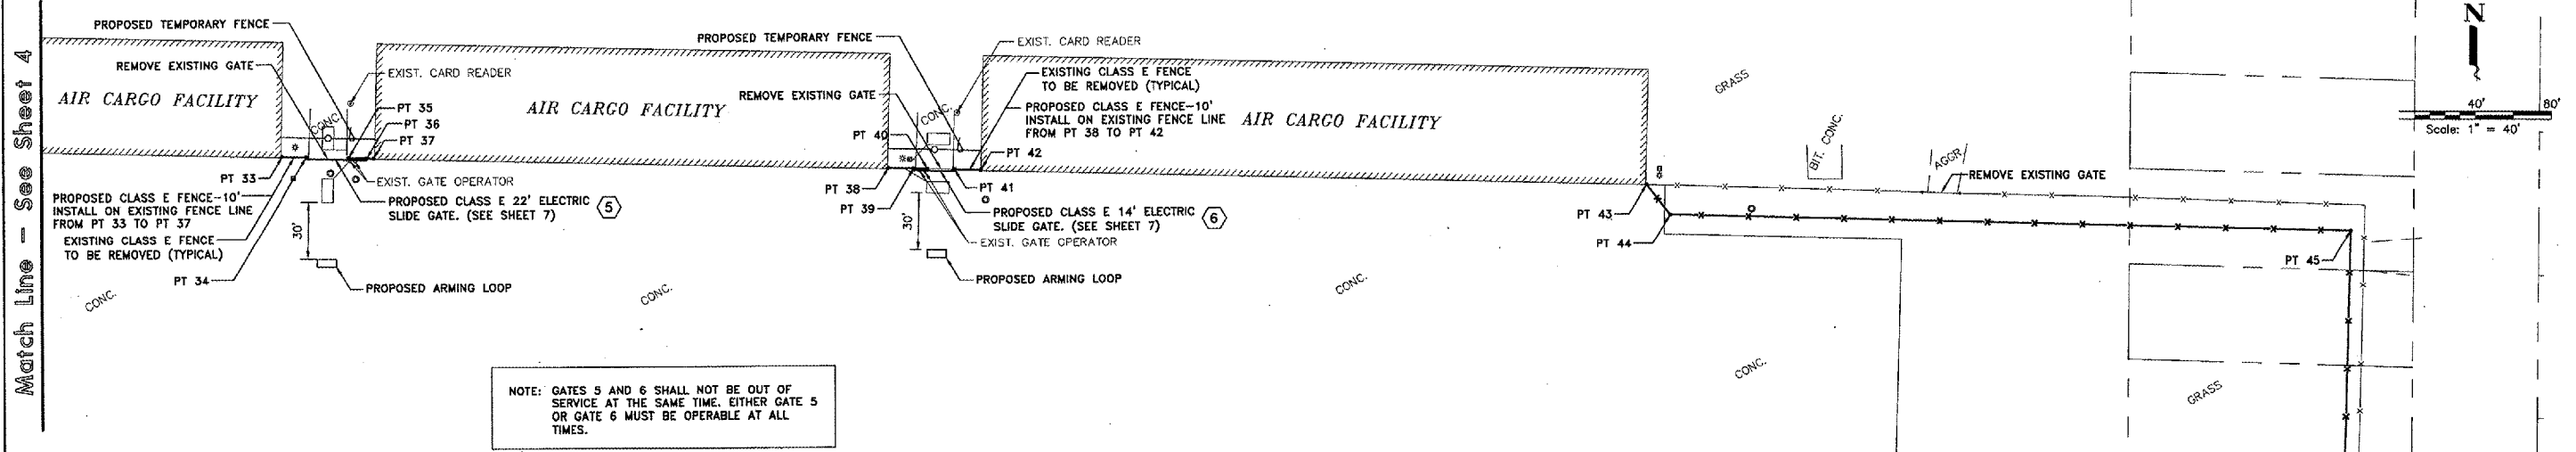 Match Line - See Sheet 4
PROPOSED TEMPORARY FENCE
REMOVE EXISTING GATE
AIR CARGO FACILITY
CONC.
EXIST. CARD READER
PT 35
PT 36
PT 37
AIR CARGO FACILITY
PT 33
PROPOSED CLASS E FENCE-10'
INSTALL ON EXISTING FENCE LINE
FROM PT 33 TO PT 37
EXISTING CLASS E FENCE
TO BE REMOVED (TYPICAL)
PT 34
30'
EXIST. GATE OPERATOR
PROPOSED CLASS E 22' ELECTRIC
SLIDE GATE. (SEE SHEET 7)
5
PROPOSED ARMING LOOP
CONC.
CONC.
PROPOSED TEMPORARY FENCE
REMOVE EXISTING GATE
EXIST. CARD READER
EXISTING CLASS E FENCE
TO BE REMOVED (TYPICAL)
PROPOSED CLASS E FENCE-10'
INSTALL ON EXISTING FENCE LINE
FROM PT 38 TO PT 42
CONC.
PT 40
PT 42
PT 38
PT 41
PT 39
30'
PROPOSED CLASS E 14' ELECTRIC
SLIDE GATE. (SEE SHEET 7)
6
EXIST. GATE OPERATOR
PROPOSED ARMING LOOP
AIR CARGO FACILITY
CONC.
NOTE: GATES 5 AND 6 SHALL NOT BE OUT OF
SERVICE AT THE SAME TIME. EITHER GATE 5
OR GATE 6 MUST BE OPERABLE AT ALL
TIMES.
GRASS
BIT. CONC.
AGGR
REMOVE EXISTING GATE
PT 43
PT 44
PT 45
CONC.
GRASS
N
40' 80'
Scale: 1" = 40'